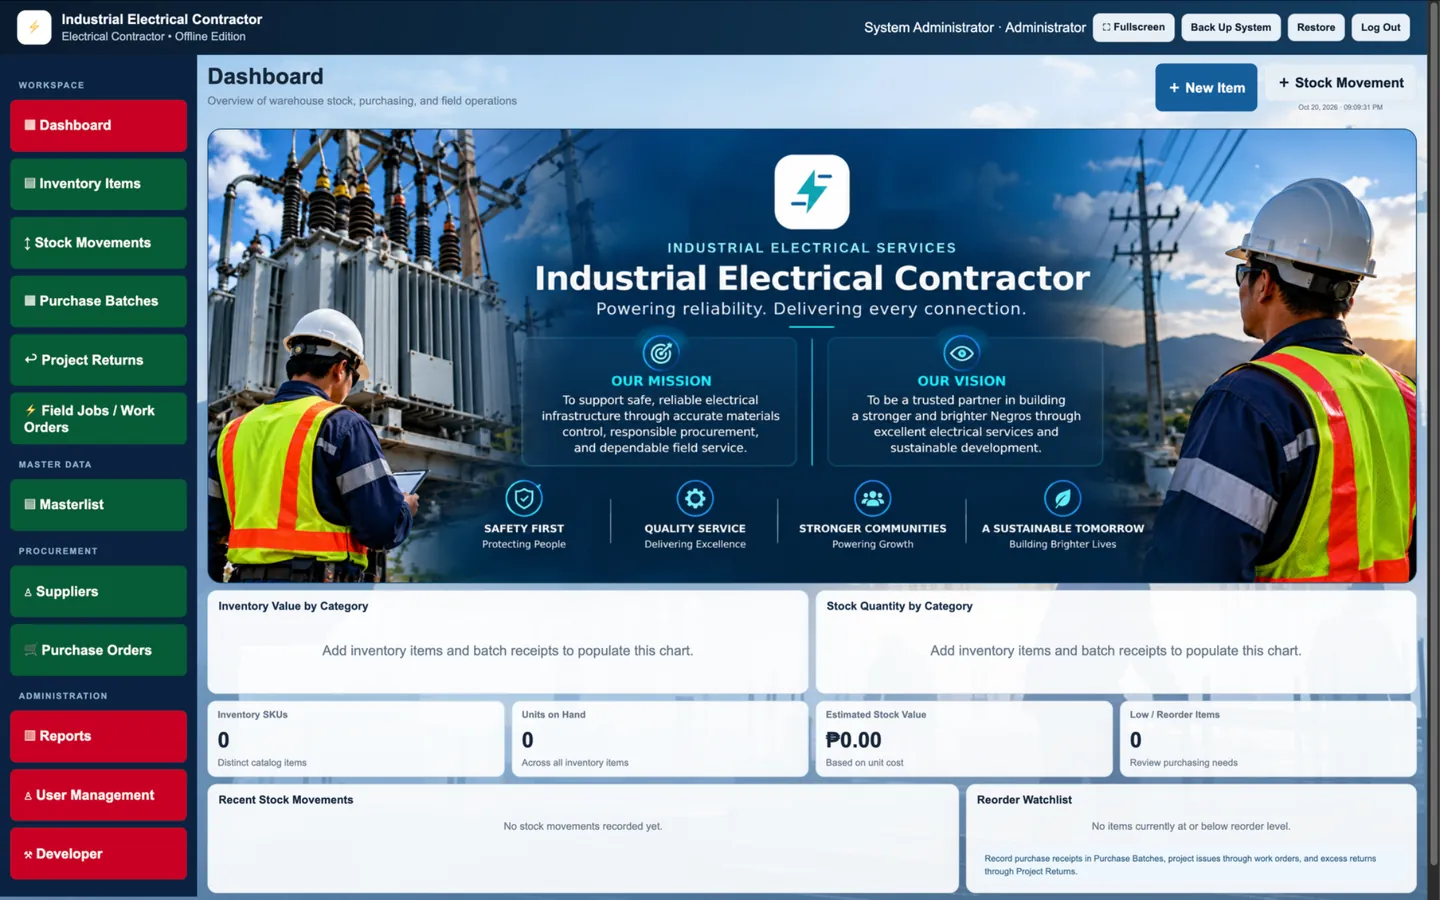 Industrial Electrical Contractor
Electrical Contractor • Offline Edition
System Administrator · Administrator
Fullscreen
Back Up System
Restore
Log Out
WORKSPACE
Dashboard
Inventory Items
Stock Movements
Purchase Batches
Project Returns
Field Jobs / Work
Orders
MASTER DATA
Masterlist
PROCUREMENT
Suppliers
Purchase Orders
ADMINISTRATION
Reports
User Management
Developer
Dashboard
Overview of warehouse stock, purchasing, and field operations
+ New Item
+ Stock Movement
Oct 20, 2026 · 09:09:31 PM
INDUSTRIAL ELECTRICAL SERVICES
Industrial Electrical Contractor
Powering reliability. Delivering every connection.
OUR MISSION
To support safe, reliable electrical
infrastructure through accurate materials
control, responsible procurement,
and dependable field service.
OUR VISION
To be a trusted partner in building
a stronger and brighter Negros through
excellent electrical services and
sustainable development.
SAFETY FIRST
Protecting People
QUALITY SERVICE
Delivering Excellence
STRONGER COMMUNITIES
Powering Growth
A SUSTAINABLE TOMORROW
Building Brighter Lives
Inventory Value by Category
Add inventory items and batch receipts to populate this chart.
Stock Quantity by Category
Add inventory items and batch receipts to populate this chart.
Inventory SKUs
0
Distinct catalog items
Units on Hand
0
Across all inventory items
Estimated Stock Value
₱0.00
Based on unit cost
Low / Reorder Items
0
Review purchasing needs
Recent Stock Movements
No stock movements recorded yet.
Reorder Watchlist
No items currently at or below reorder level.
Record purchase receipts in Purchase Batches, project issues through work orders, and excess returns
through Project Returns.